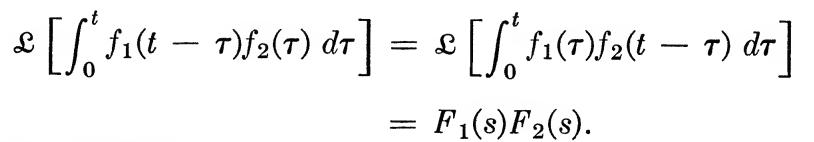 ℒ[∫₀ᵗ f₁(t − τ)f₂(τ) dτ] = ℒ[∫₀ᵗ f₁(τ)f₂(t − τ) dτ]
= F₁(s)F₂(s).